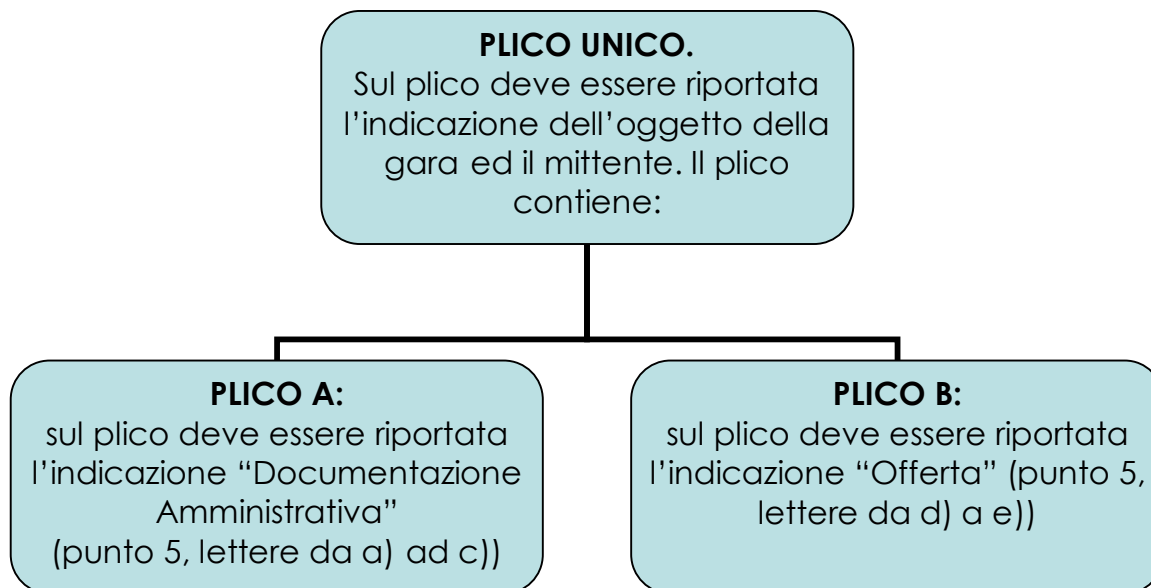 PLICO UNICO.
Sul plico deve essere riportata
l’indicazione dell’oggetto della
gara ed il mittente. Il plico
contiene:
PLICO A:
sul plico deve essere riportata
l’indicazione “Documentazione
Amministrativa”
(punto 5, lettere da a) ad c))
PLICO B:
sul plico deve essere riportata
l’indicazione “Offerta” (punto 5,
lettere da d) a e))